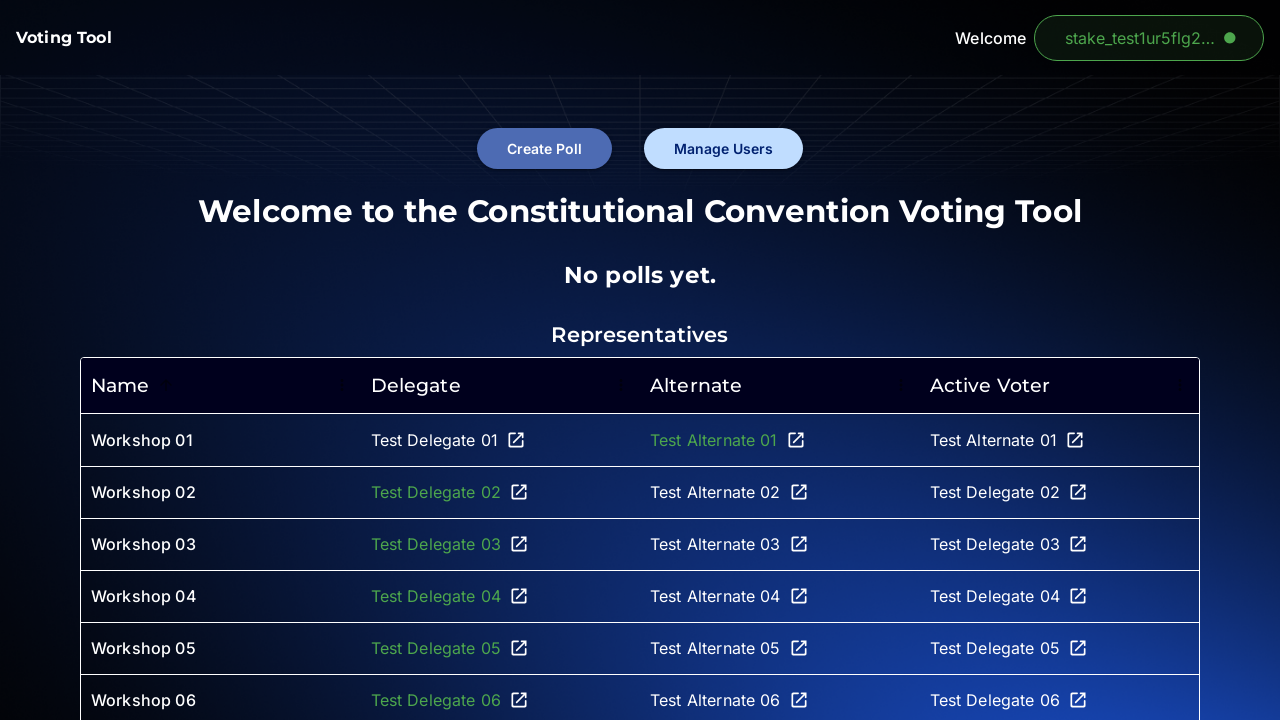 Voting Tool
Welcome stake_test1ur5flg2...
Create Poll Manage Users
Welcome to the Constitutional Convention Voting Tool
No polls yet.
Representatives
Name Delegate Alternate Active Voter
Workshop 01 Test Delegate 01 Test Alternate 01 Test Alternate 01
Workshop 02 Test Delegate 02 Test Alternate 02 Test Delegate 02
Workshop 03 Test Delegate 03 Test Alternate 03 Test Delegate 03
Workshop 04 Test Delegate 04 Test Alternate 04 Test Delegate 04
Workshop 05 Test Delegate 05 Test Alternate 05 Test Delegate 05
Workshop 06 Test Delegate 06 Test Alternate 06 Test Delegate 06